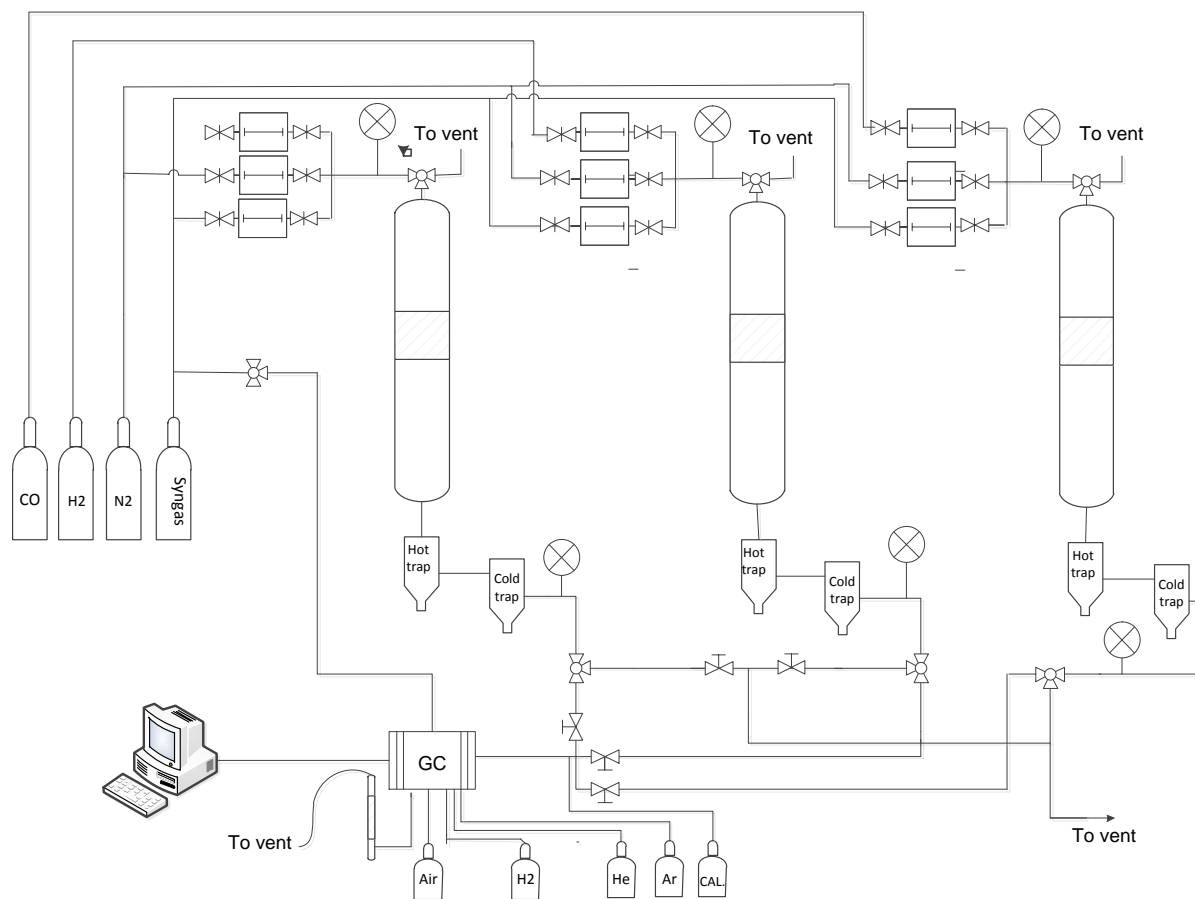 To vent
To vent
To vent
CO
H2
N2
Syngas
Hot
trap
Cold
trap
Hot
trap
Cold
trap
Hot
trap
Cold
trap
GC
To vent
To vent
Air
H2
He
Ar
CAL.